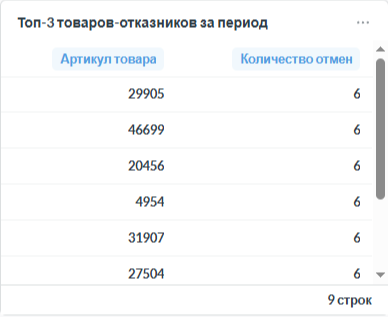 Топ-3 товаров-отказников за период
Артикул товара Количество отмен
29905 6
46699 6
20456 6
4954 6
31907 6
27504 6
9 строк